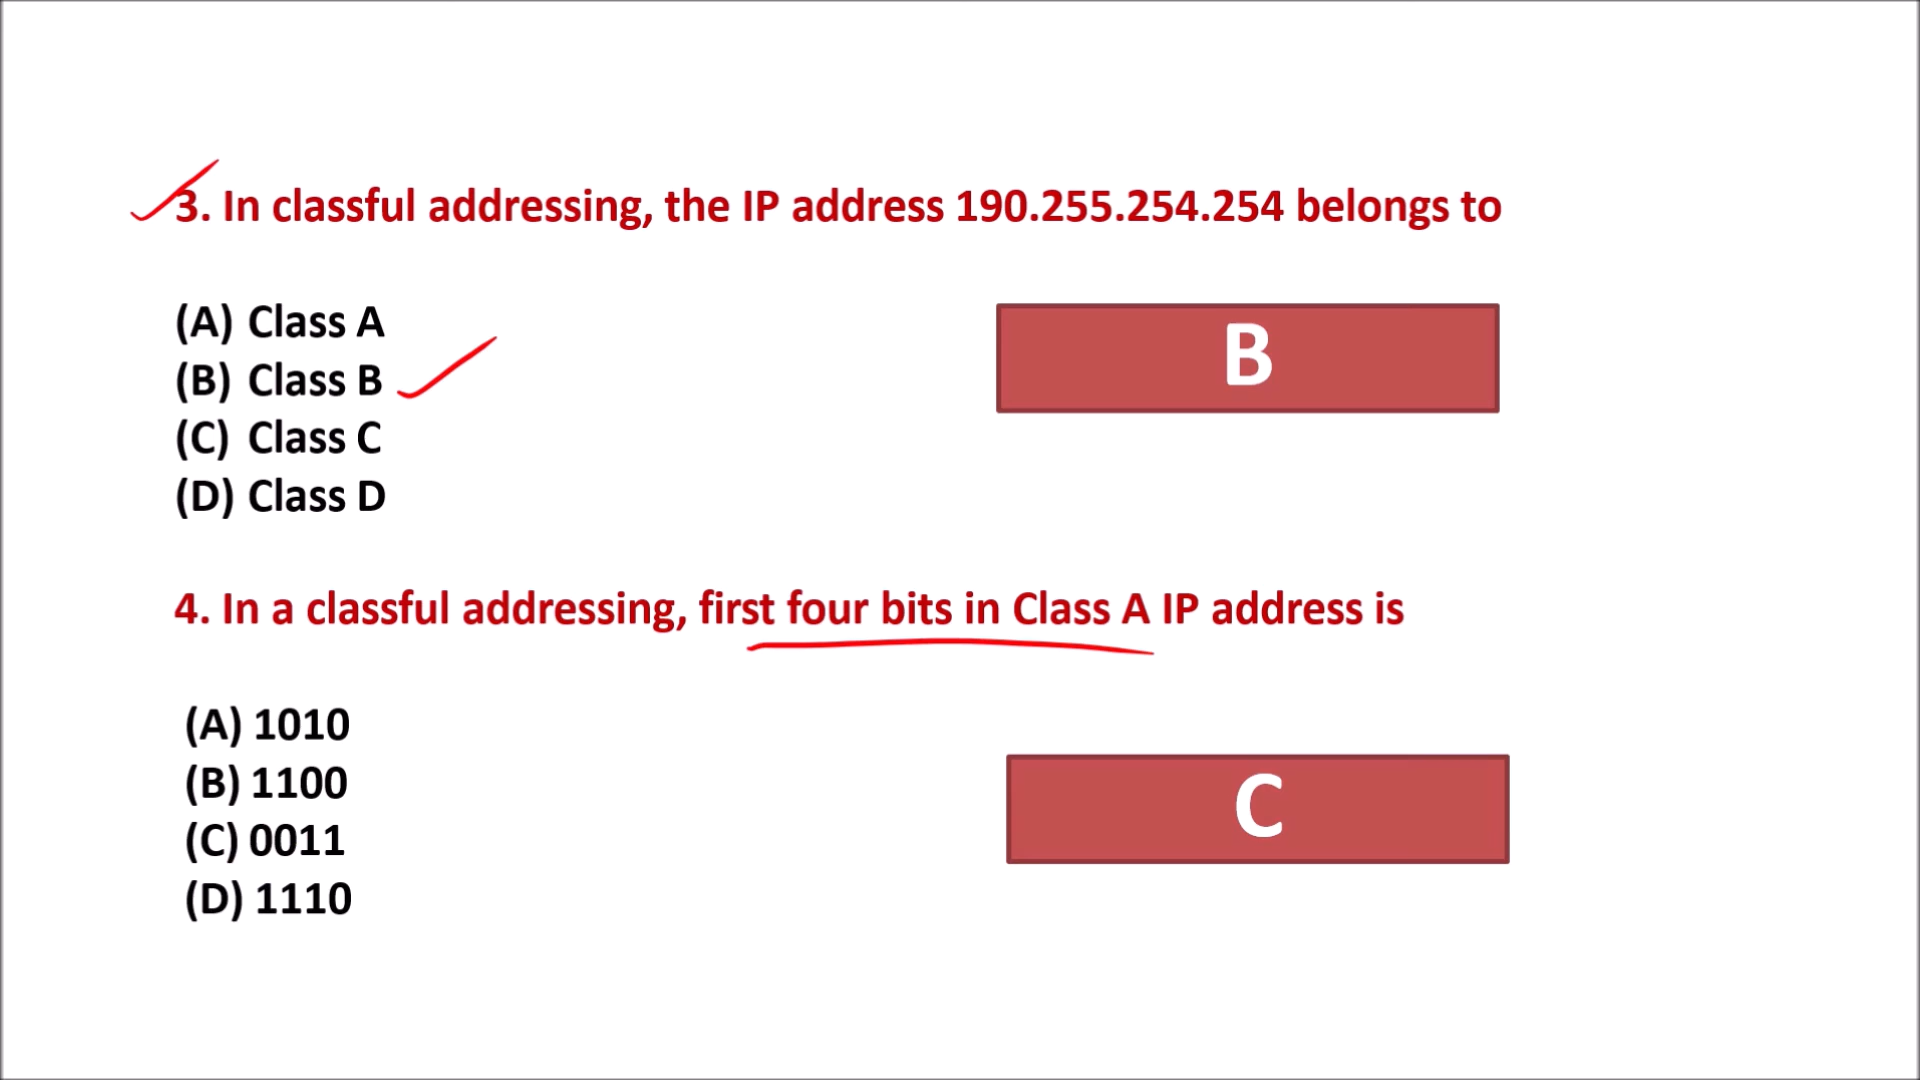 3. In classful addressing, the IP address 190.255.254.254 belongs to
(A) Class A
(B) Class B
(C) Class C
(D) Class D
B
4. In a classful addressing, first four bits in Class A IP address is
(A) 1010
(B) 1100
(C) 0011
(D) 1110
C